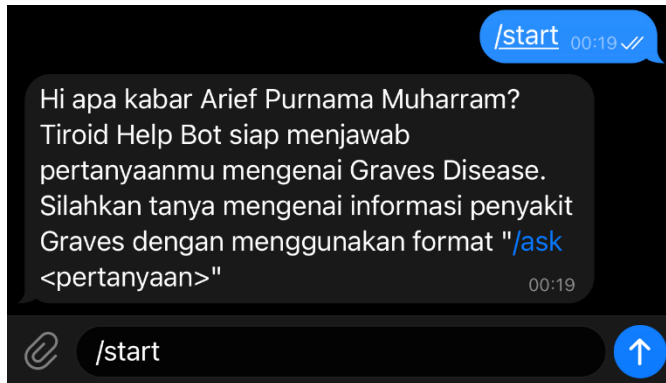 /start 00:19
Hi apa kabar Arief Purnama Muharram?
Tiroid Help Bot siap menjawab
pertanyaanmu mengenai Graves Disease.
Silahkan tanya mengenai informasi penyakit
Graves dengan menggunakan format "/ask
<pertanyaan>"
00:19
/start